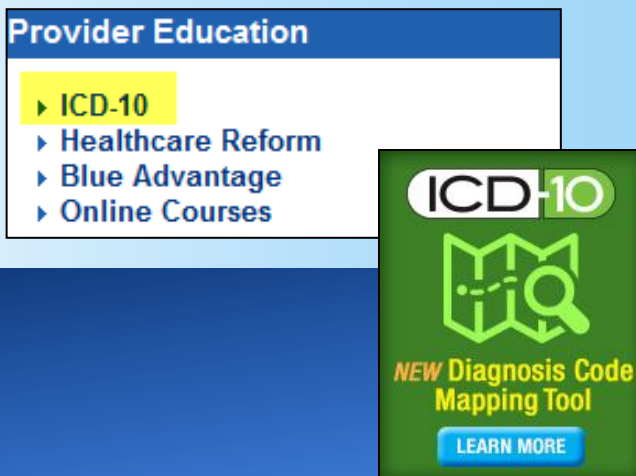 Provider Education
ICD-10
Healthcare Reform
Blue Advantage
Online Courses
ICD-10
NEW Diagnosis Code
Mapping Tool
LEARN MORE